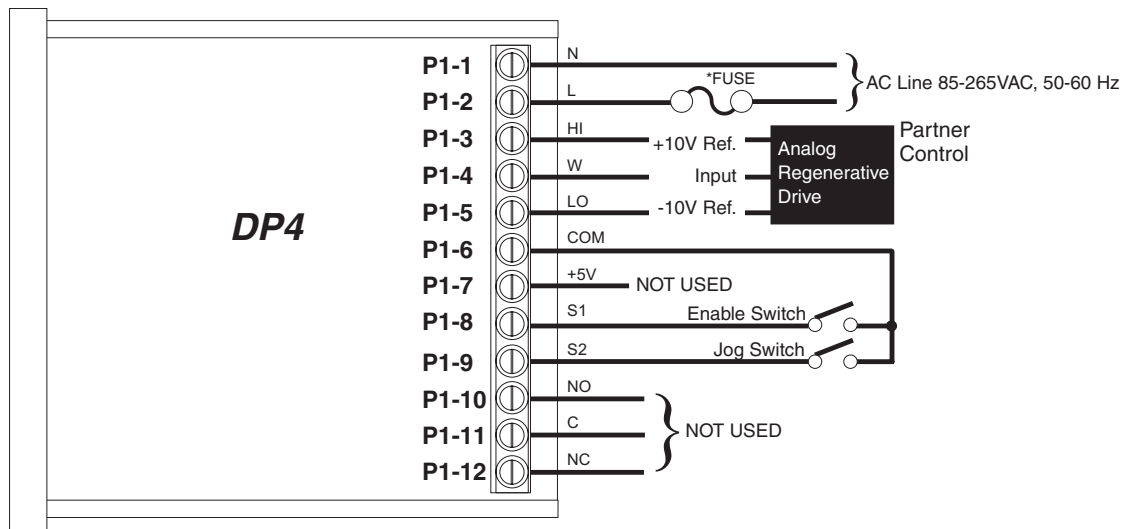 DP4
P1-1 N
P1-2 L *FUSE
AC Line 85-265VAC, 50-60 Hz
P1-3 HI +10V Ref.
P1-4 W Input
P1-5 LO -10V Ref.
Analog
Regenerative
Drive
Partner
Control
P1-6 COM
P1-7 +5V NOT USED
P1-8 S1 Enable Switch
P1-9 S2 Jog Switch
P1-10 NO
P1-11 C
P1-12 NC
NOT USED